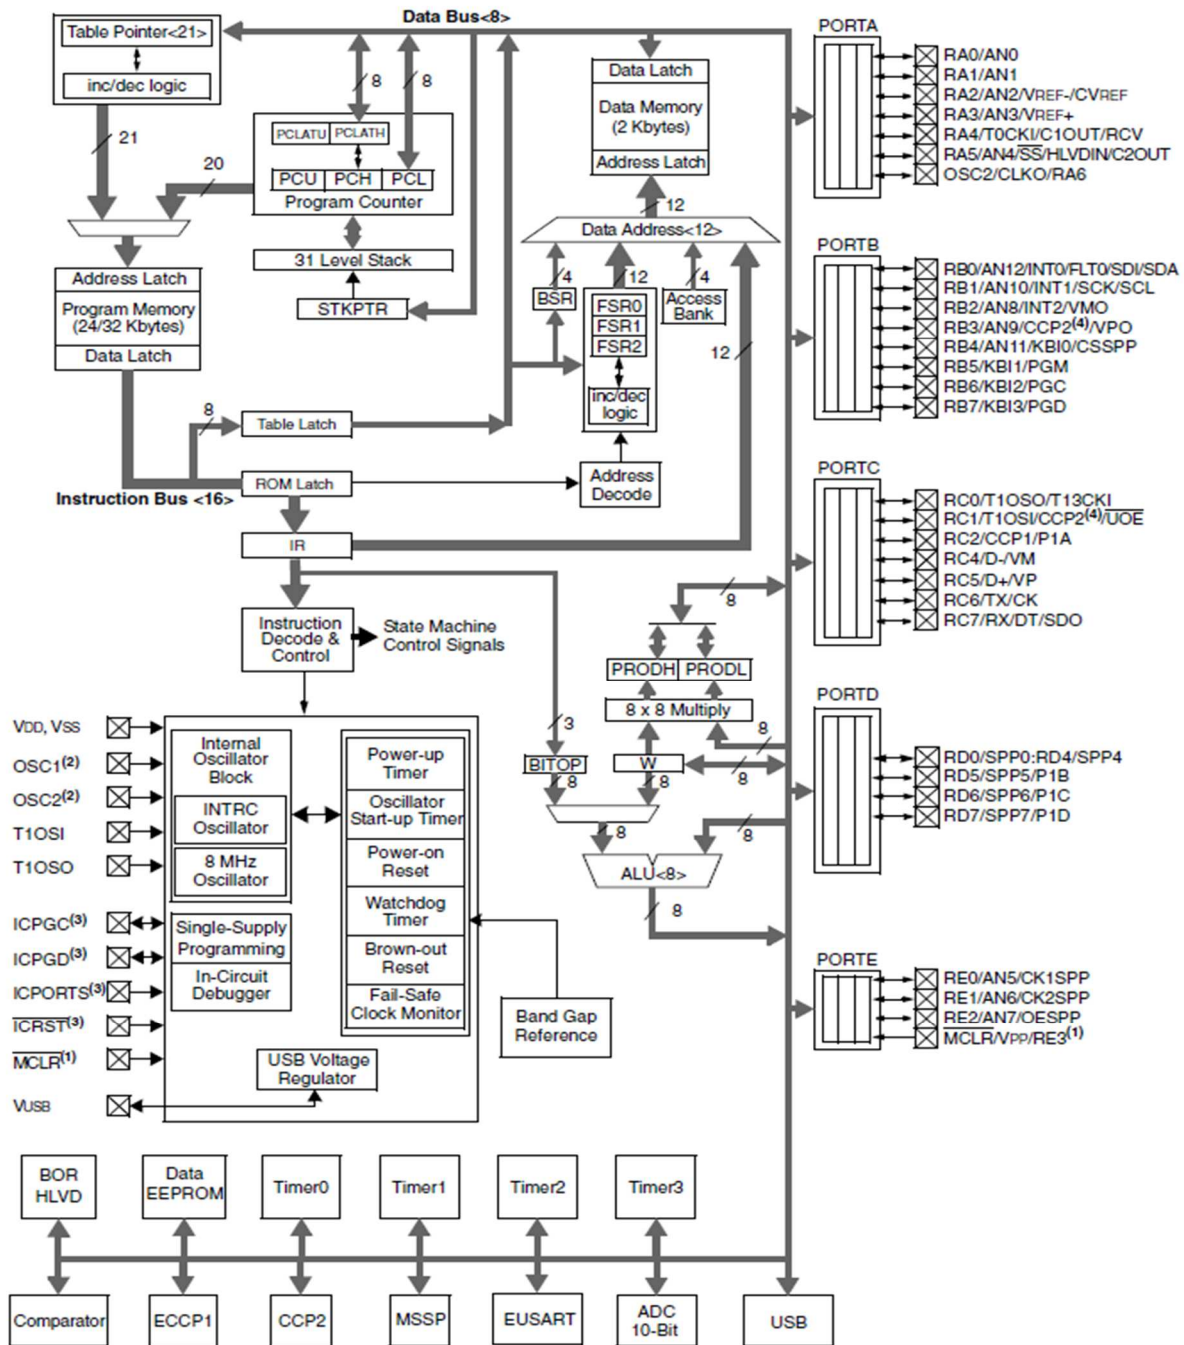 Data Bus<8>
Table Pointer<21>
inc/dec logic
21
20
8
8
PCLATU PCLATH
PCU PCH PCL
Program Counter
31 Level Stack
STKPTR
Address Latch
Program Memory
(24/32 Kbytes)
Data Latch
8
Table Latch
Instruction Bus <16>
ROM Latch
IR
Data Latch
Data Memory
(2 Kbytes)
Address Latch
12
Data Address<12>
4
12
4
BSR
FSR0
FSR1
FSR2
inc/dec
logic
Access
Bank
12
Address
Decode
Instruction
Decode &
Control
State Machine
Control Signals
8
PRODH PRODL
8 x 8 Multiply
3
8
BITOP
W
8
8
8
8
8
ALU<8>
8
VDD, VSS
OSC1(2)
OSC2(2)
T1OSI
T1OSO
ICPGC(3)
ICPGD(3)
ICPORTS(3)
ICRST(3)
MCLR(1)
VUSB
Internal
Oscillator
Block
INTRC
Oscillator
8 MHz
Oscillator
Single-Supply
Programming
In-Circuit
Debugger
Power-up
Timer
Oscillator
Start-up Timer
Power-on
Reset
Watchdog
Timer
Brown-out
Reset
Fail-Safe
Clock Monitor
Band Gap
Reference
USB Voltage
Regulator
PORTA
RA0/AN0
RA1/AN1
RA2/AN2/VREF-/CVREF
RA3/AN3/VREF+
RA4/T0CKI/C1OUT/RCV
RA5/AN4/SS/HLVDIN/C2OUT
OSC2/CLKO/RA6
PORTB
RB0/AN12/INT0/FLT0/SDI/SDA
RB1/AN10/INT1/SCK/SCL
RB2/AN8/INT2/VMO
RB3/AN9/CCP2(4)/VPO
RB4/AN11/KBI0/CSSPP
RB5/KBI1/PGM
RB6/KBI2/PGC
RB7/KBI3/PGD
PORTC
RC0/T1OSO/T13CKI
RC1/T1OSI/CCP2(4)/UOE
RC2/CCP1/P1A
RC4/D-/VM
RC5/D+/VP
RC6/TX/CK
RC7/RX/DT/SDO
PORTD
RD0/SPP0:RD4/SPP4
RD5/SPP5/P1B
RD6/SPP6/P1C
RD7/SPP7/P1D
PORTE
RE0/AN5/CK1SPP
RE1/AN6/CK2SPP
RE2/AN7/OESPP
MCLR/VPP/RE3(1)
BOR
HLVD
Data
EEPROM
Timer0
Timer1
Timer2
Timer3
Comparator
ECCP1
CCP2
MSSP
EUSART
ADC
10-Bit
USB